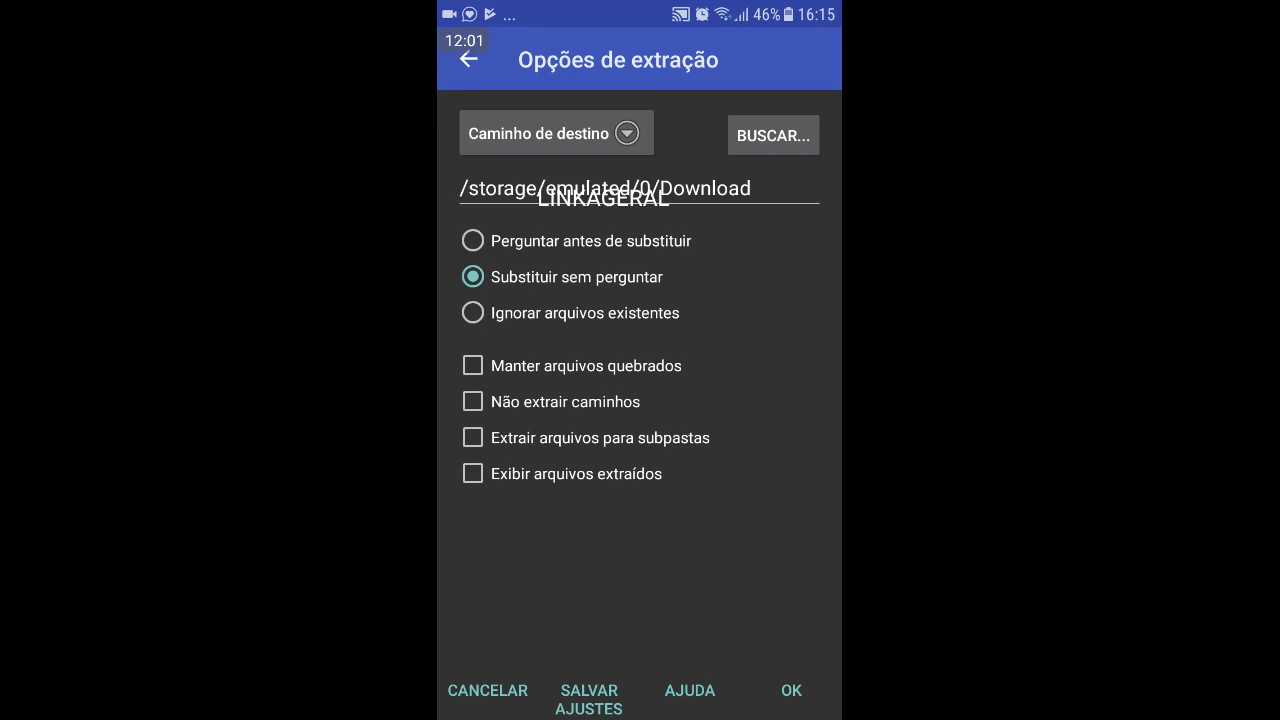 ... 46% 16:15
12:01
Opções de extração
Caminho de destino
BUSCAR...
/storage/emulated/0/Download
LINKAGERAL
Perguntar antes de substituir
Substituir sem perguntar
Ignorar arquivos existentes
Manter arquivos quebrados
Não extrair caminhos
Extrair arquivos para subpastas
Exibir arquivos extraídos
CANCELAR
SALVAR
AJUSTES
AJUDA
OK